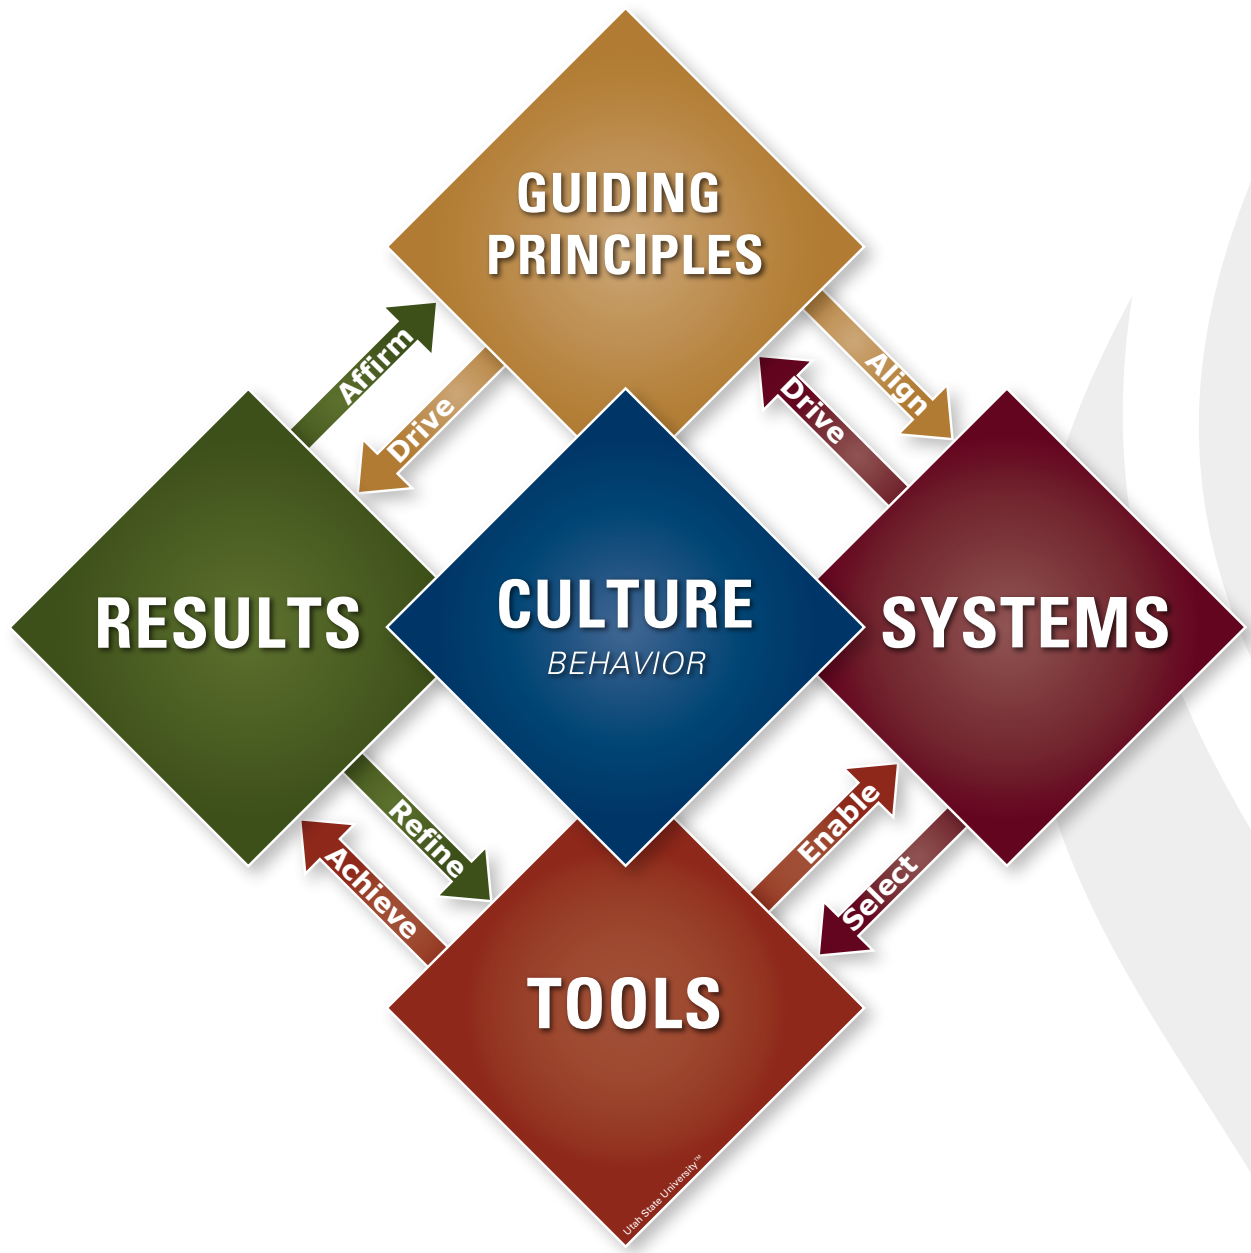 GUIDING
PRINCIPLES
Affirm
Drive
Align
Drive
RESULTS
CULTURE
BEHAVIOR
SYSTEMS
Refine
Achieve
Enable
Select
TOOLS
Utah State University™